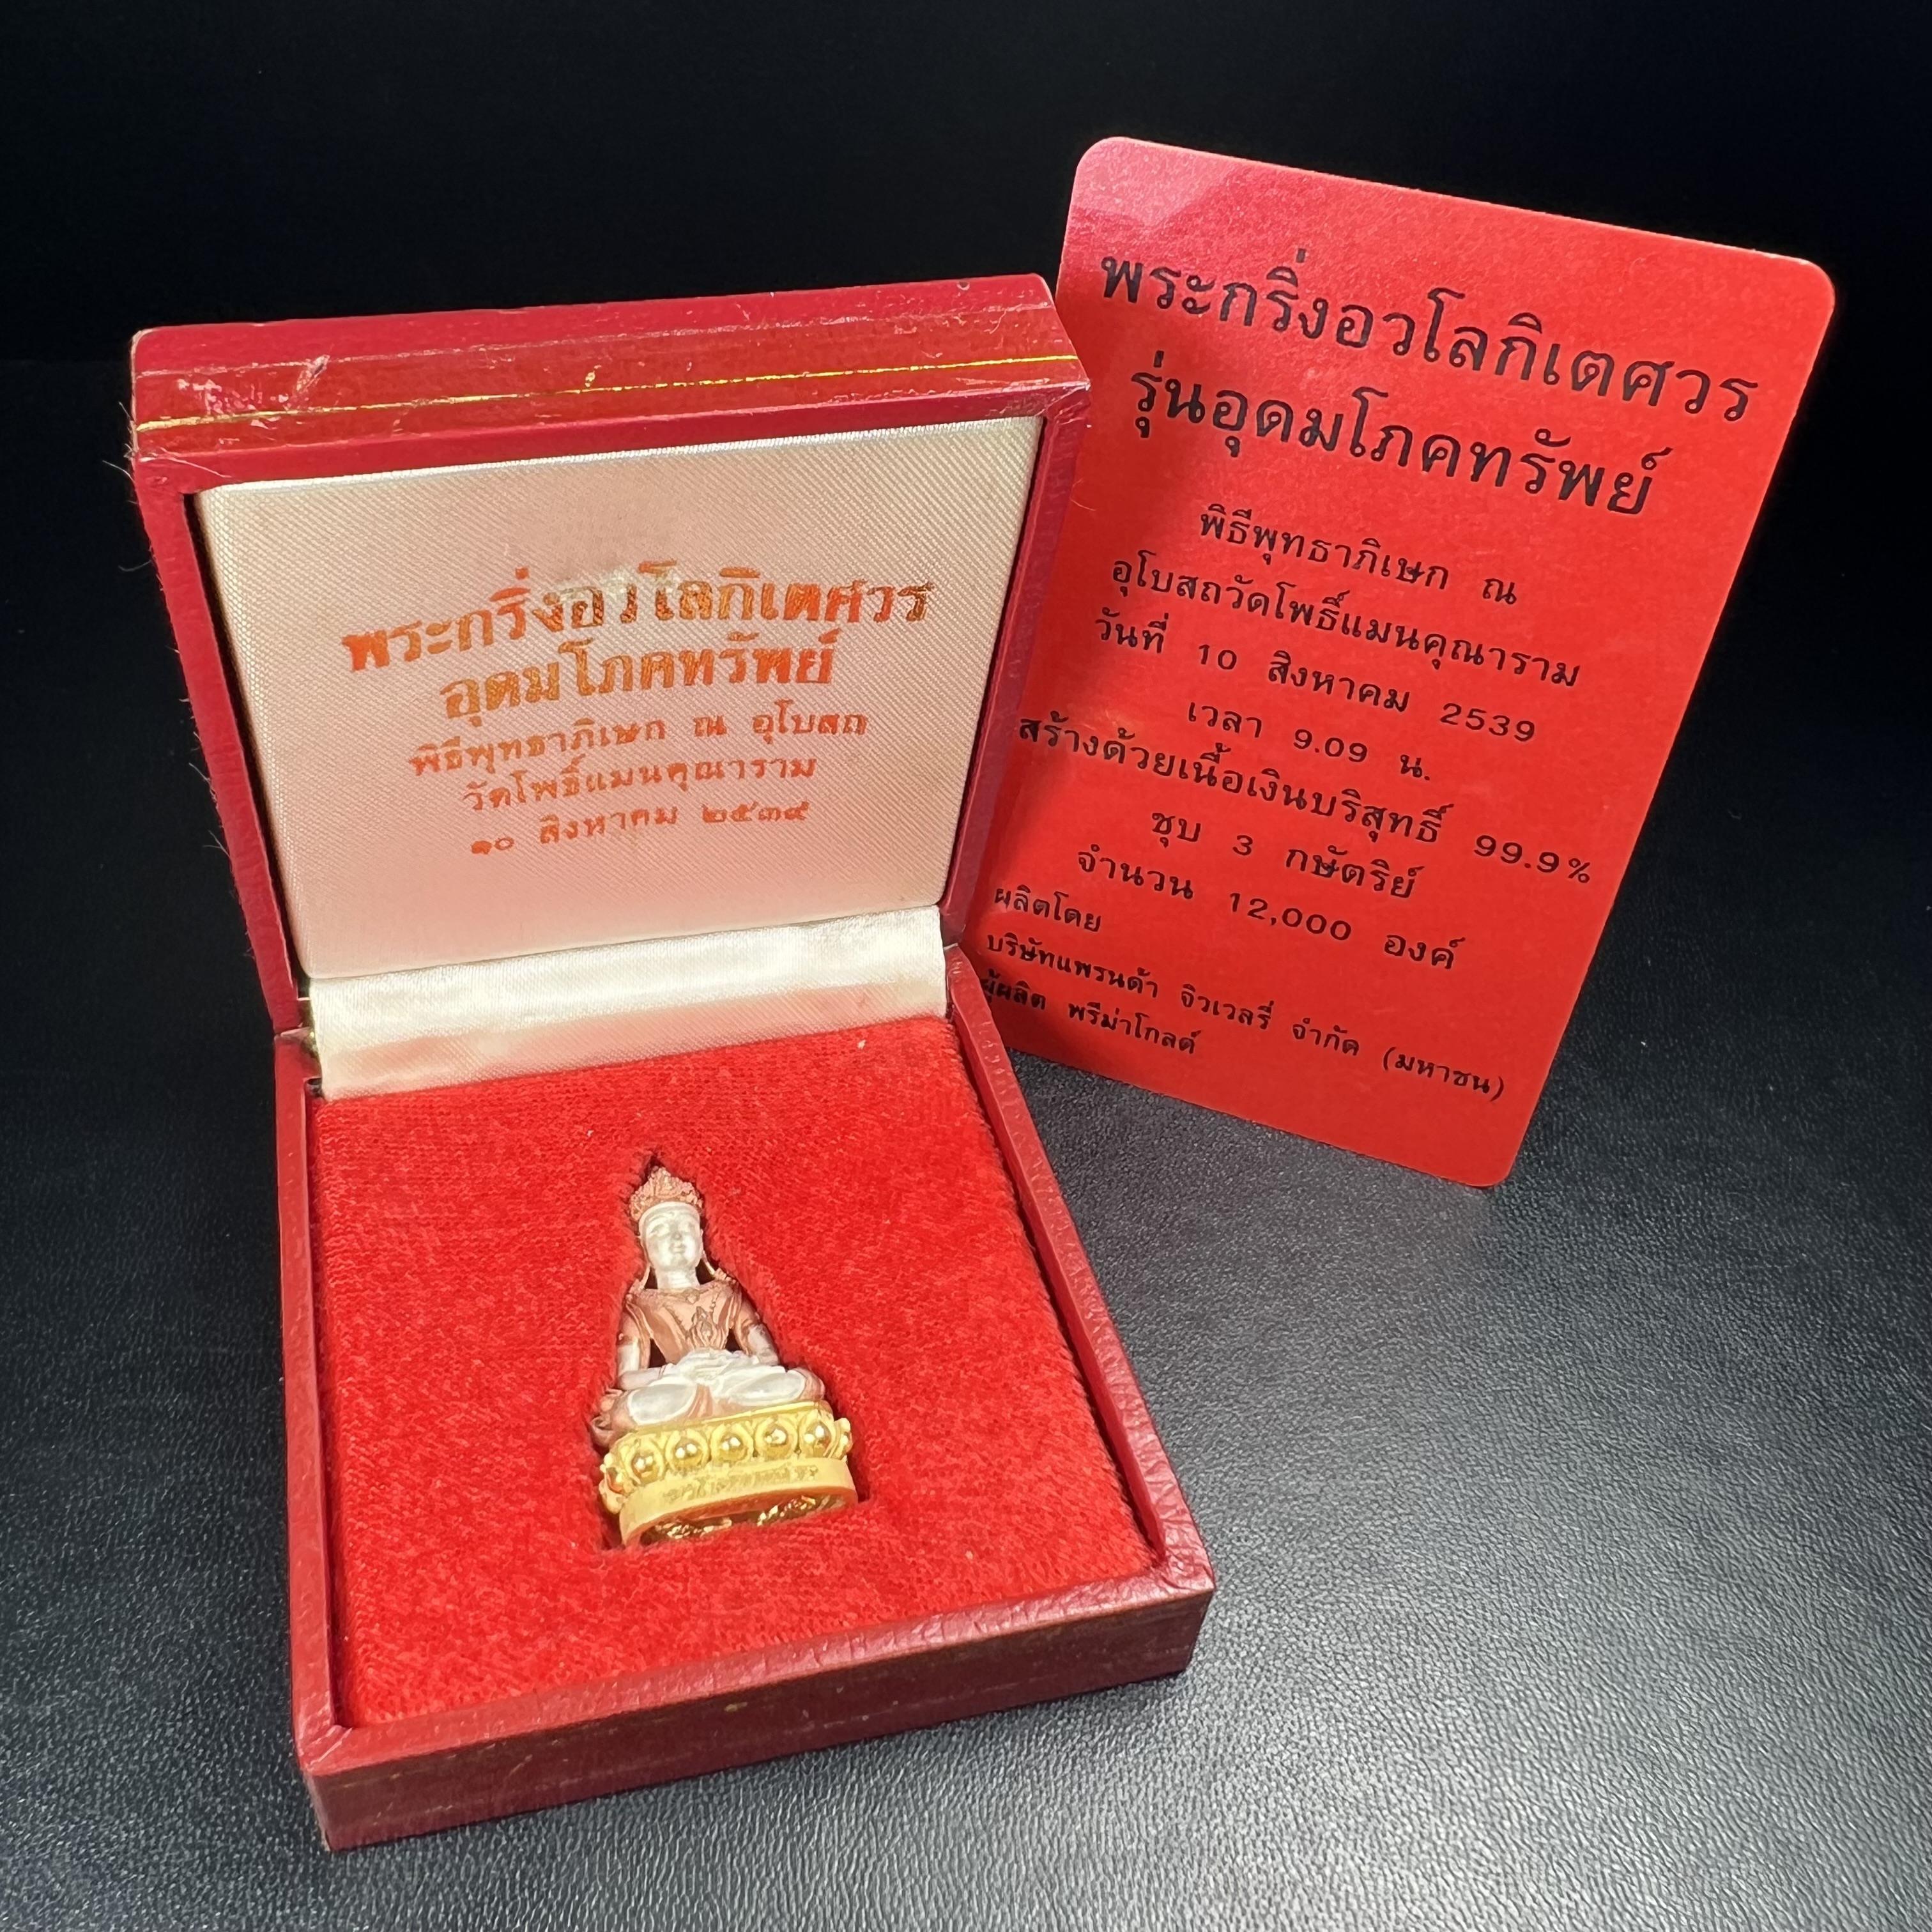 พระกริ่งอวโลกิเตศวร
อุดมโภคทรัพย์
พิธีพุทธาภิเษก ณ อุโบสถ
วัดโพธิ์แมนคุณาราม
๑๐ สิงหาคม ๒๕๓๙
พระกริ่งอวโลกิเตศวร
รุ่นอุดมโภคทรัพย์
พิธีพุทธาภิเษก ณ
อุโบสถวัดโพธิ์แมนคุณาราม
วันที่ 10 สิงหาคม 2539
เวลา 9.09 น.
สร้างด้วยเนื้อเงินบริสุทธิ์ 99.9%
ชุบ 3 กษัตริย์
จำนวน 12,000 องค์
ผลิตโดย
บริษัทแพรนด้า จิวเวลรี่ จำกัด (มหาชน)
ผู้ผลิต พรีม่าโกลด์